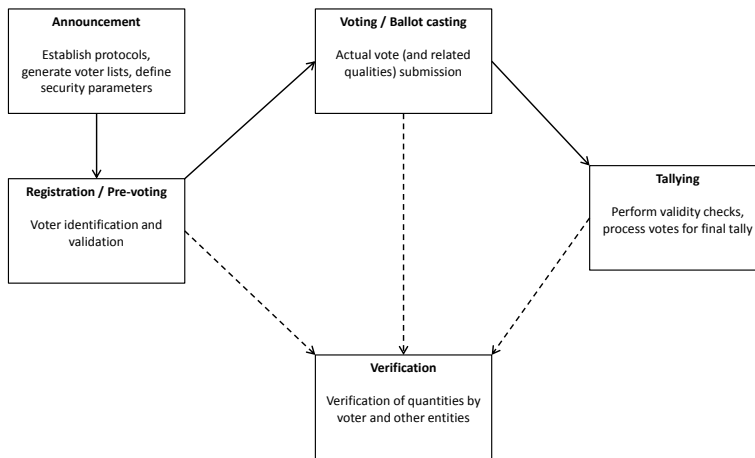 Announcement
Establish protocols,
generate voter lists, define
security parameters
Voting / Ballot casting
Actual vote (and related
qualities) submission
Registration / Pre-voting
Voter identification and
validation
Tallying
Perform validity checks,
process votes for final tally
Verification
Verification of quantities by
voter and other entities